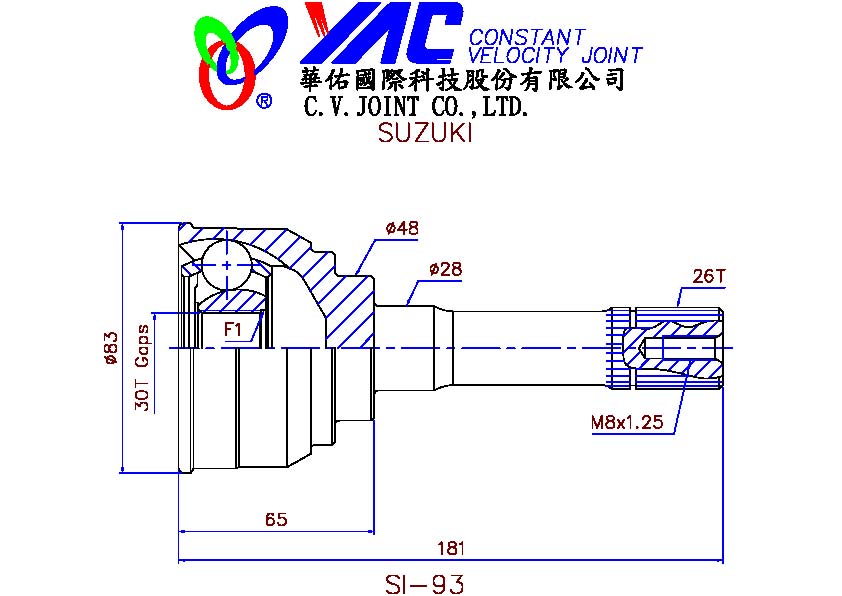 YAC CONSTANT
VELOCITY JOINT
®
華佑國際科技股份有限公司
C.V.JOINT CO.,LTD.
SUZUKI
ø48
ø28
26T
F1
ø83
30T Gaps
M8x1.25
65
181
SI-93